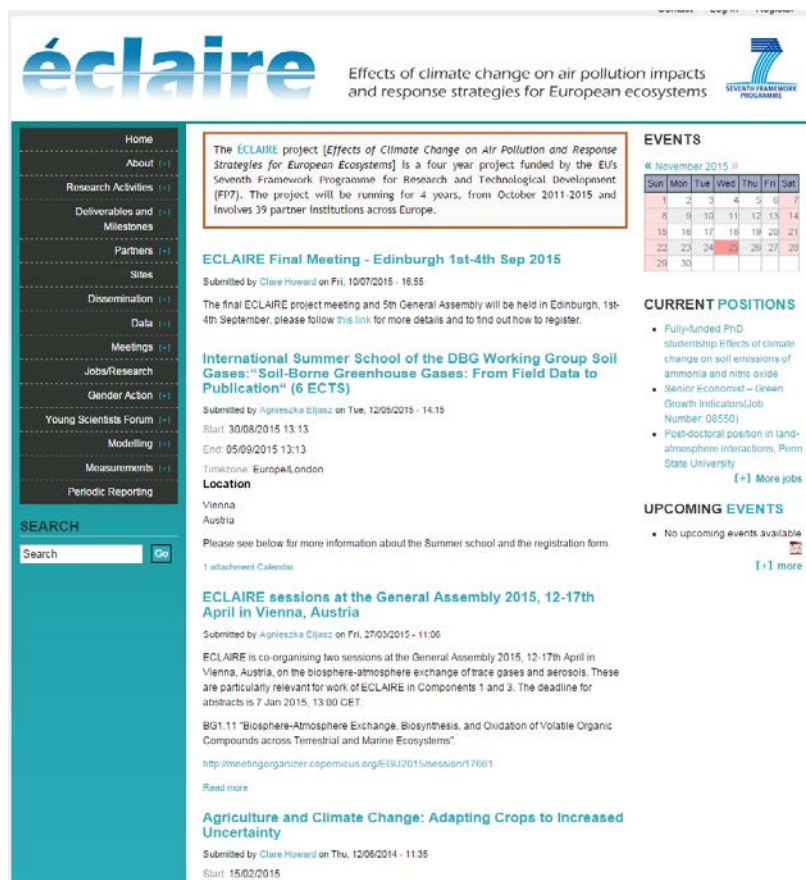 Contact Log in Register
éclaire
Effects of climate change on air pollution impacts
and response strategies for European ecosystems
7
SEVENTH FRAMEWORK
PROGRAMME
Home
About [+]
Research Activities [+]
Deliverables and [+]
Milestones
Partners [+]
Sites
Dissemination [+]
Data [+]
Meetings [+]
Jobs/Research
Gender Action [+]
Young Scientists Forum [+]
Modelling [+]
Measurements [+]
Periodic Reporting
SEARCH
Search Go
The ÉCLAIRE project [Effects of Climate Change on Air Pollution and Response
Strategies for European Ecosystems] is a four year project funded by the EU's
Seventh Framework Programme for Research and Technological Development
(FP7). The project will be running for 4 years, from October 2011-2015 and
involves 39 partner institutions across Europe.
ECLAIRE Final Meeting - Edinburgh 1st-4th Sep 2015
Submitted by Clare Howard on Fri, 10/07/2015 - 16:55
The final ECLAIRE project meeting and 5th General Assembly will be held in Edinburgh, 1st-
4th September, please follow this link for more details and to find out how to register.
International Summer School of the DBG Working Group Soil
Gases:“Soil-Borne Greenhouse Gases: From Field Data to
Publication“ (6 ECTS)
Submitted by Agnieszka Eljasz on Tue, 12/05/2015 - 14:15
Start: 30/08/2015 13:13
End: 05/09/2015 13:13
Timezone: Europe/London
Location
Vienna
Austria
Please see below for more information about the Summer school and the registration form.
1 attachment Calendar
ECLAIRE sessions at the General Assembly 2015, 12-17th
April in Vienna, Austria
Submitted by Agnieszka Eljasz on Fri, 27/03/2015 - 11:06
ECLAIRE is co-organising two sessions at the General Assembly 2015, 12-17th April in
Vienna, Austria, on the biosphere-atmosphere exchange of trace gases and aerosols. These
are particularly relevant for work of ECLAIRE in Components 1 and 3. The deadline for
abstracts is 7 Jan 2015, 13:00 CET.
BG1.11 "Biosphere-Atmosphere Exchange, Biosynthesis, and Oxidation of Volatile Organic
Compounds across Terrestrial and Marine Ecosystems".
http://meetingorganizer.copernicus.org/EGU2015/session/17661
Read more
Agriculture and Climate Change: Adapting Crops to Increased
Uncertainty
Submitted by Clare Howard on Thu, 12/06/2014 - 11:35
Start: 15/02/2015
EVENTS
« November 2015 »
Sun Mon Tue Wed Thu Fri Sat
1 2 3 4 5 6 7
8 9 10 11 12 13 14
15 16 17 18 19 20 21
22 23 24 25 26 27 28
29 30
CURRENT POSITIONS
Fully-funded PhD
studentship Effects of climate
change on soil emissions of
ammonia and nitric oxide
Senior Economist – Green
Growth Indicators(Job
Number: 08550)
Post-doctoral position in land-
atmosphere interactions, Penn
State University
[+] More jobs
UPCOMING EVENTS
No upcoming events available
[+] more